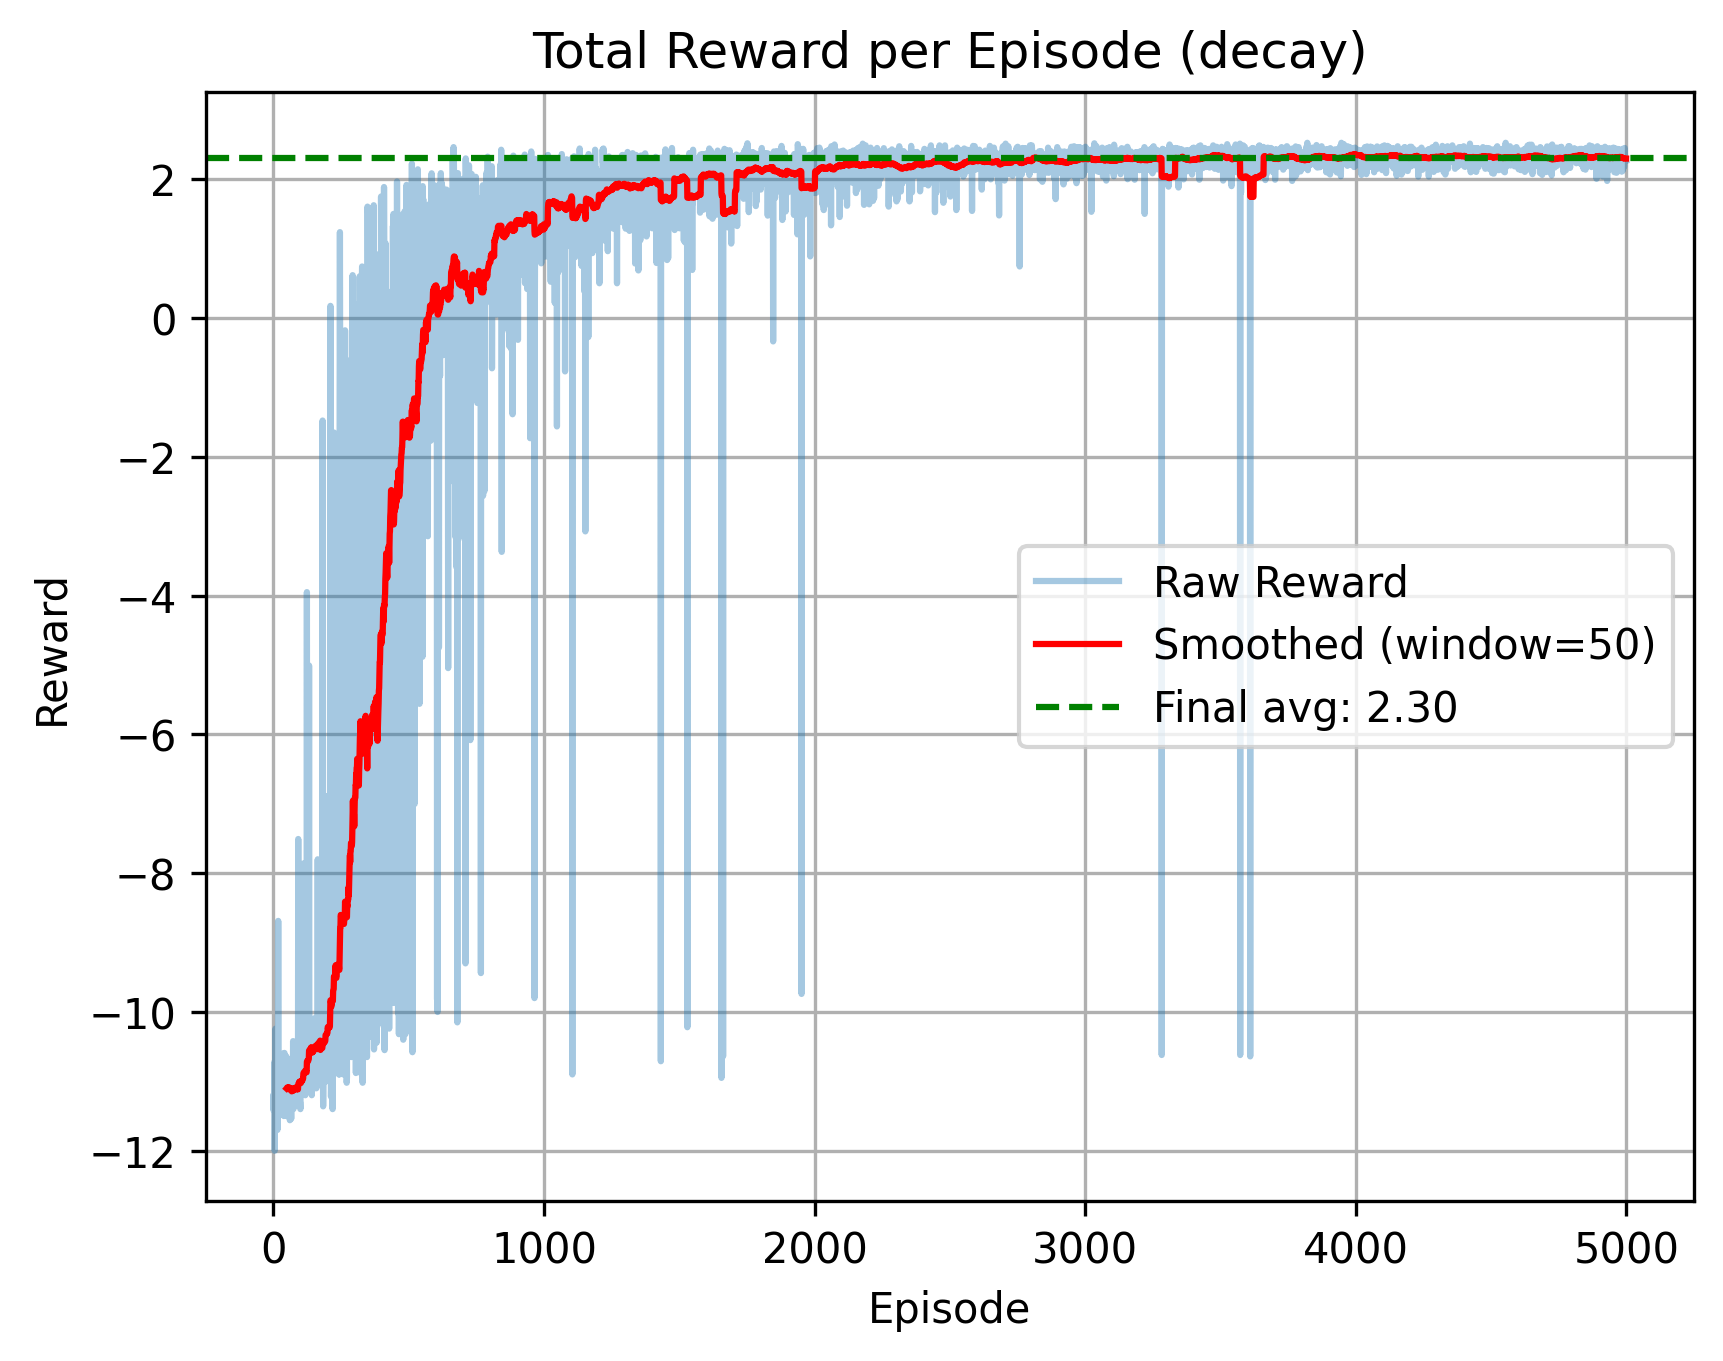 Total Reward per Episode (decay)
2
0
−2
−4
−6
−8
−10
−12
Reward
Raw Reward
Smoothed (window=50)
Final avg: 2.30
0 1000 2000 3000 4000 5000
Episode